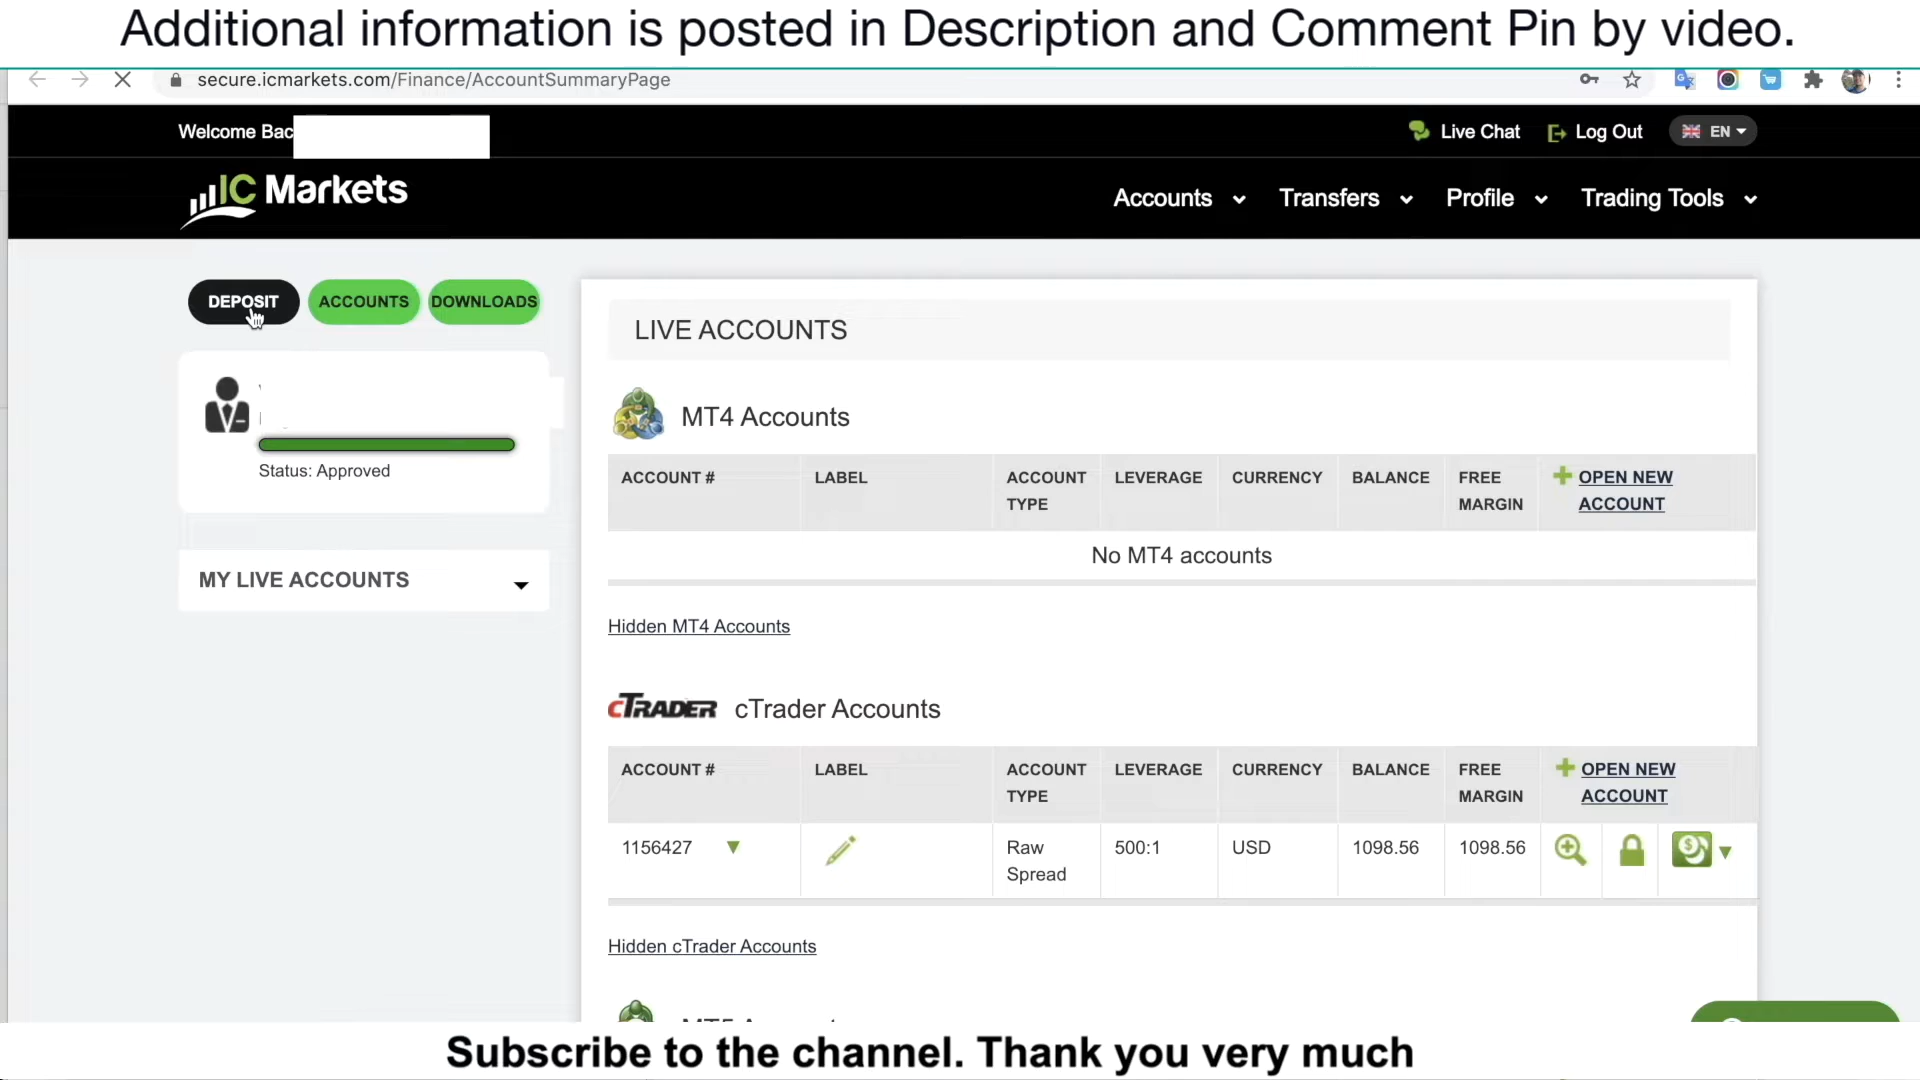 Additional information is posted in Description and Comment Pin by video.
secure.icmarkets.com/Finance/AccountSummaryPage
Welcome Bac
Live Chat
Log Out
EN
IC Markets
Accounts
Transfers
Profile
Trading Tools
DEPOSIT
ACCOUNTS
DOWNLOADS
Status: Approved
MY LIVE ACCOUNTS
LIVE ACCOUNTS
MT4 Accounts
ACCOUNT # LABEL ACCOUNT TYPE LEVERAGE CURRENCY BALANCE FREE MARGIN OPEN NEW ACCOUNT
No MT4 accounts
Hidden MT4 Accounts
cTRADER cTrader Accounts
ACCOUNT # LABEL ACCOUNT TYPE LEVERAGE CURRENCY BALANCE FREE MARGIN OPEN NEW ACCOUNT
1156427 Raw Spread 500:1 USD 1098.56 1098.56
Hidden cTrader Accounts
Subscribe to the channel. Thank you very much